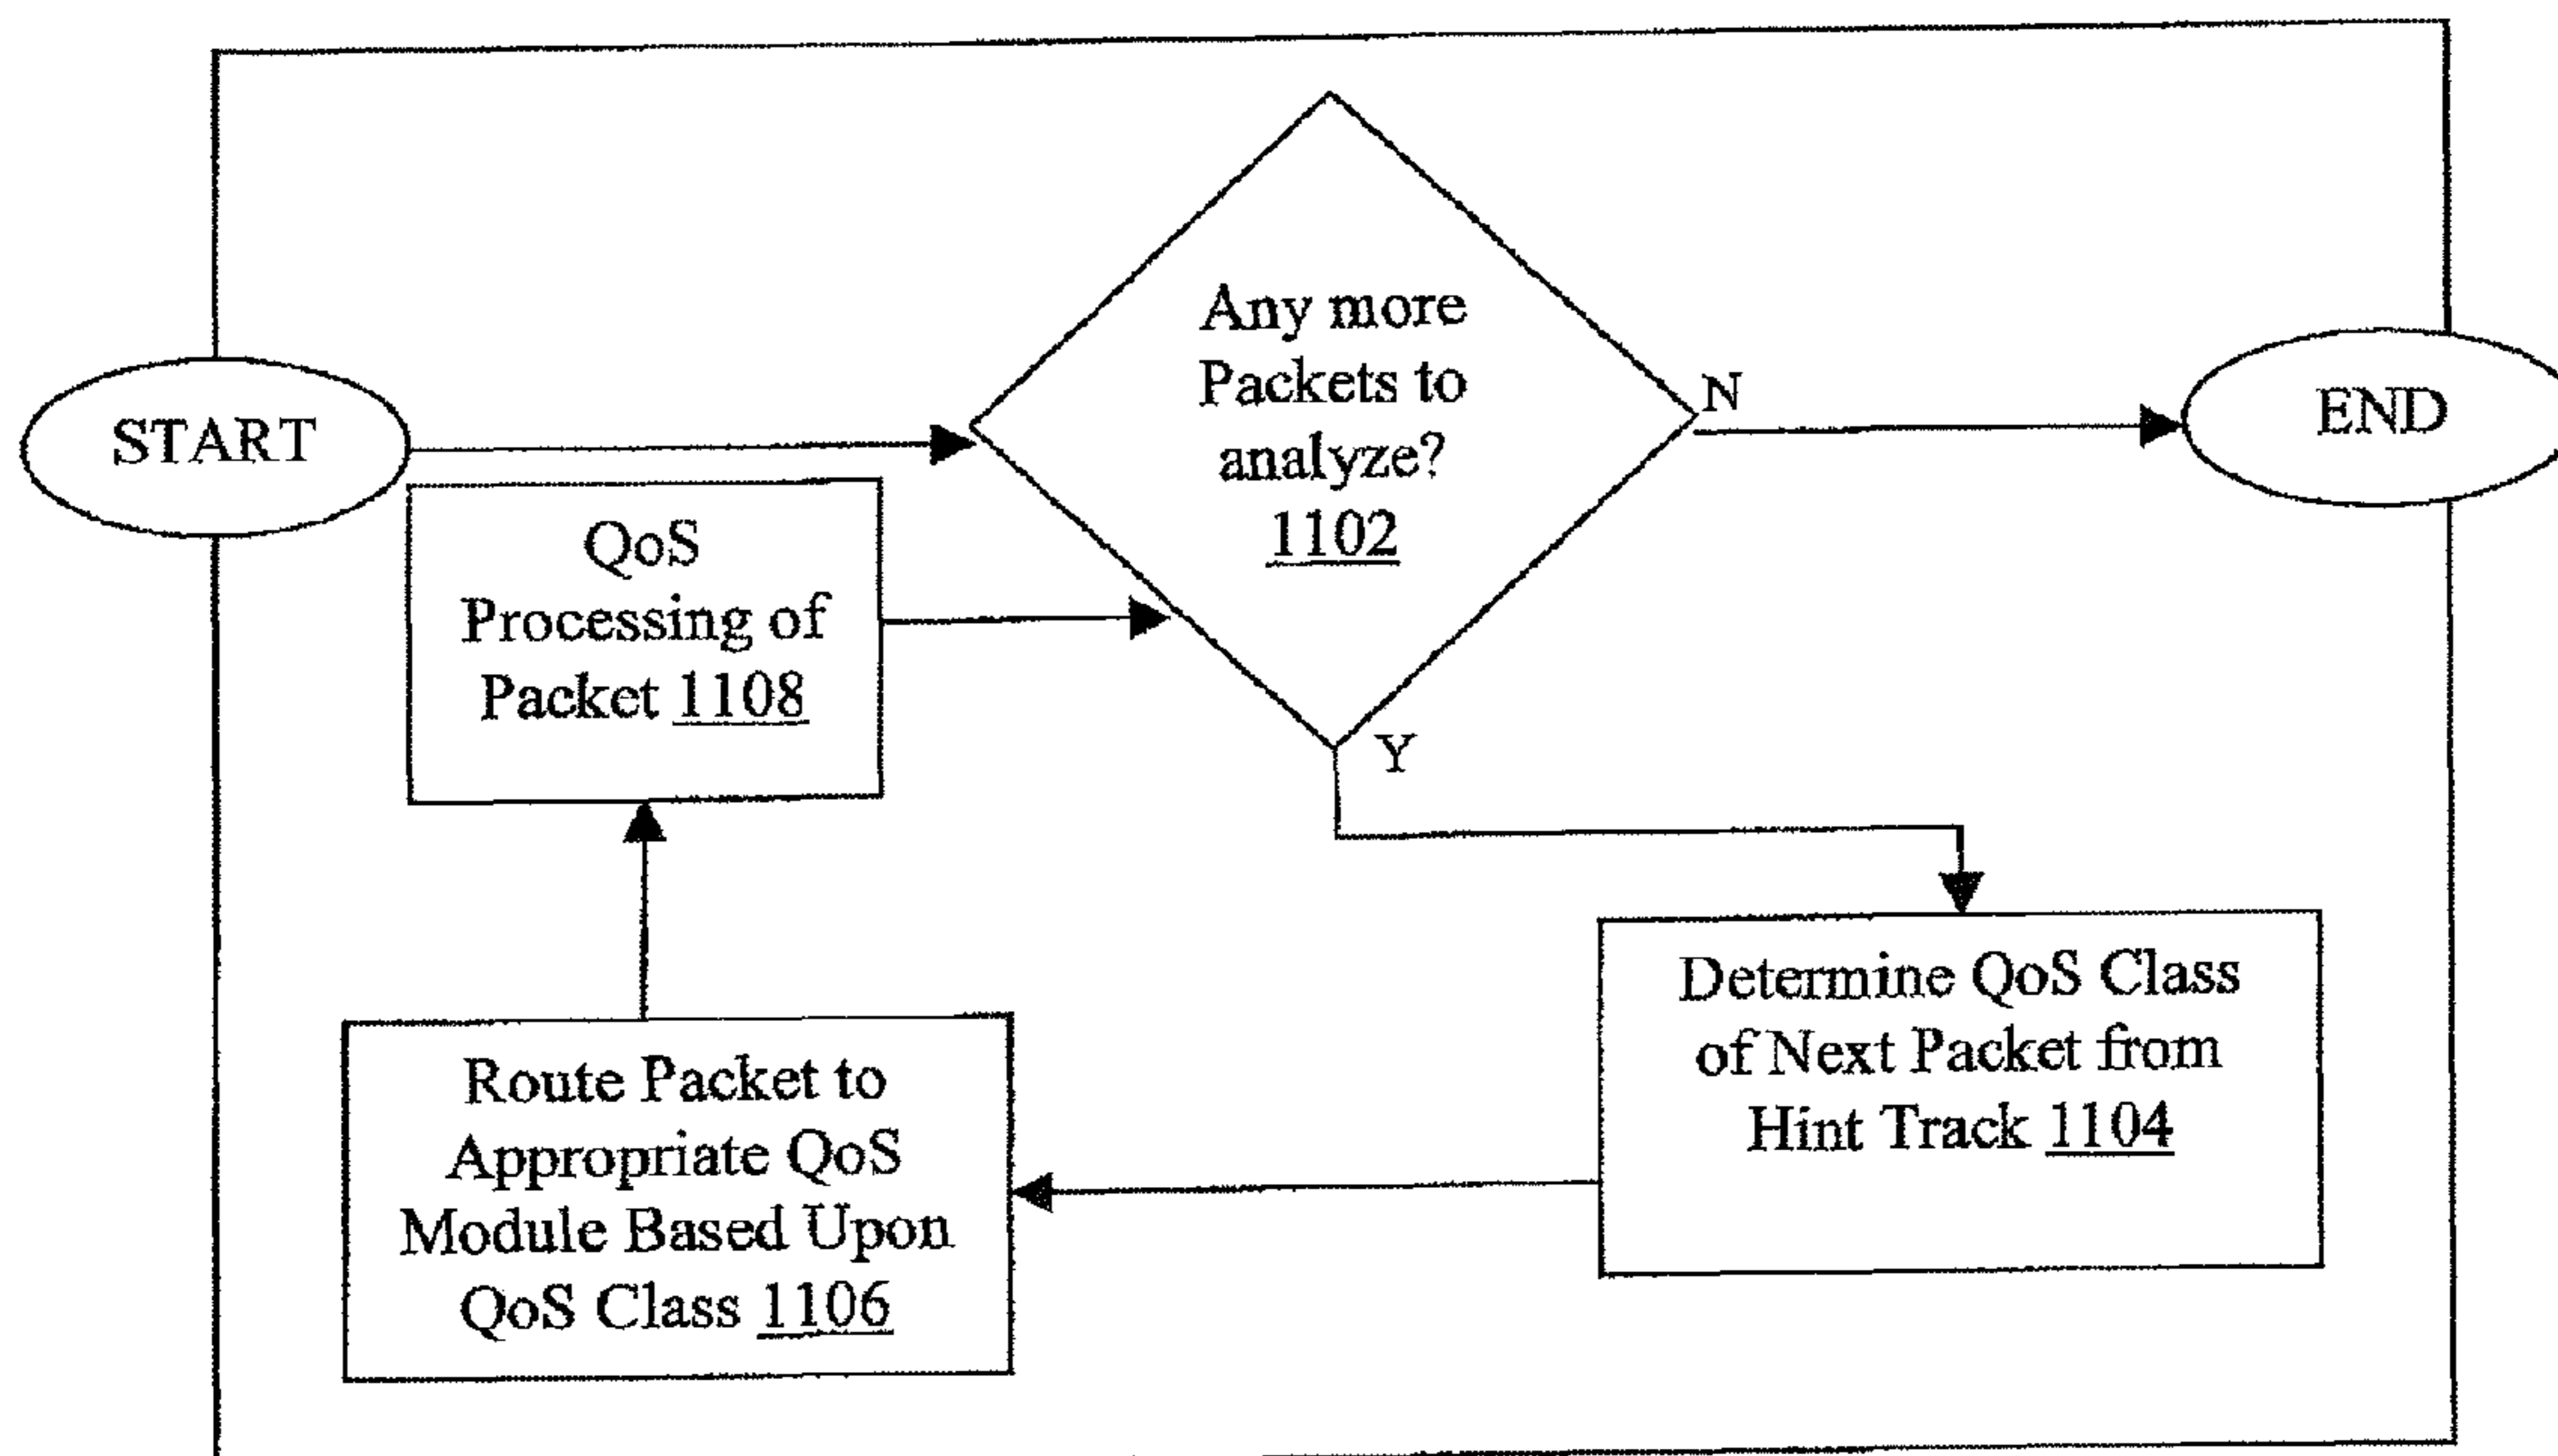 START
Any more
Packets to
analyze?
1102
N
END
QoS
Processing of
Packet 1108
Y
Determine QoS Class
of Next Packet from
Hint Track 1104
Route Packet to
Appropriate QoS
Module Based Upon
QoS Class 1106